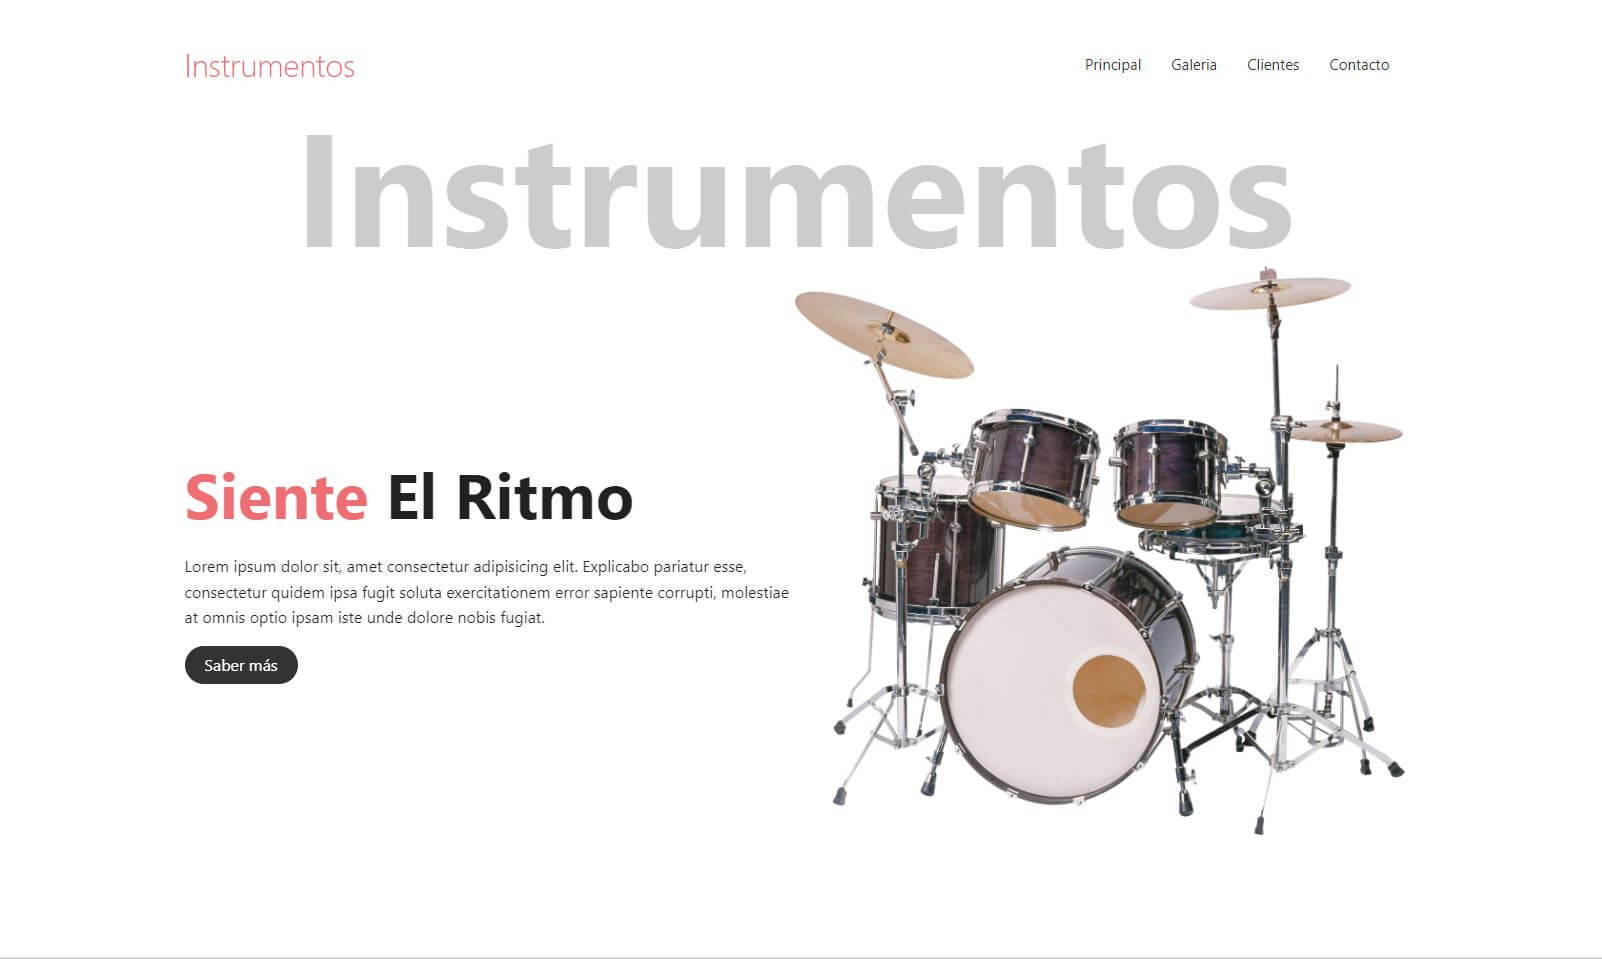 Instrumentos
Principal Galeria Clientes Contacto
Instrumentos
Siente El Ritmo
Lorem ipsum dolor sit, amet consectetur adipisicing elit. Explicabo pariatur esse,
consectetur quidem ipsa fugit soluta exercitationem error sapiente corrupti, molestiae
at omnis optio ipsam iste unde dolore nobis fugiat.
Saber más